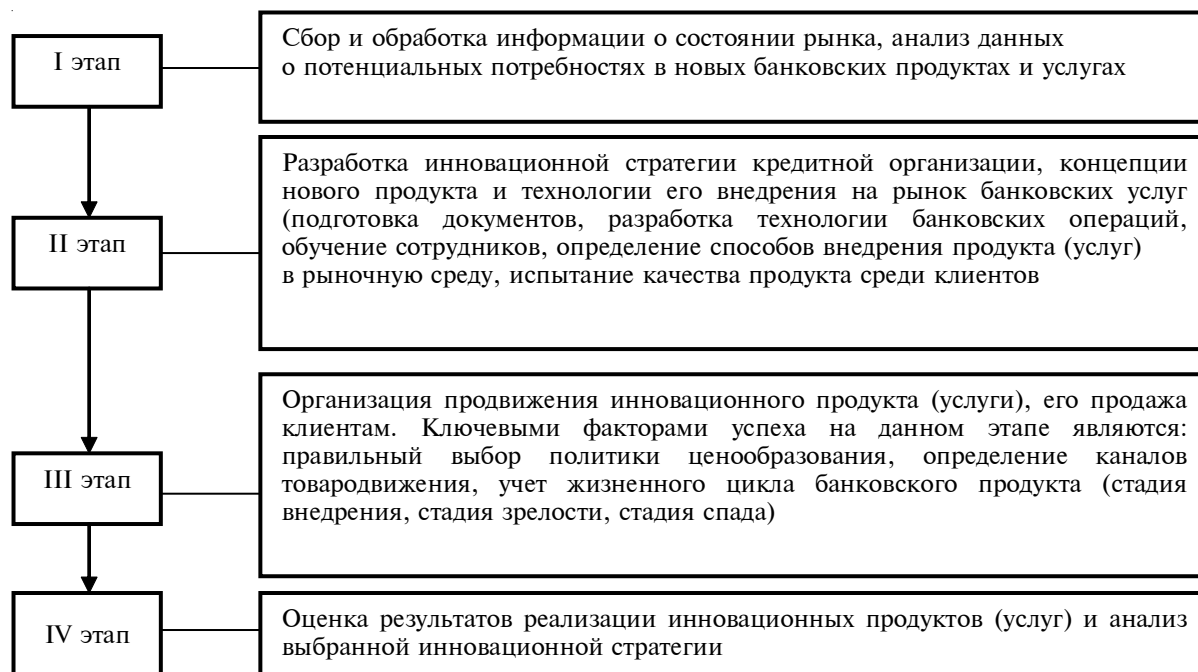 I этап
Сбор и обработка информации о состоянии рынка, анализ данных
о потенциальных потребностях в новых банковских продуктах и услугах
II этап
Разработка инновационной стратегии кредитной организации, концепции
нового продукта и технологии его внедрения на рынок банковских услуг
(подготовка документов, разработка технологии банковских операций,
обучение сотрудников, определение способов внедрения продукта (услуг)
в рыночную среду, испытание качества продукта среди клиентов
III этап
Организация продвижения инновационного продукта (услуги), его продажа
клиентам. Ключевыми факторами успеха на данном этапе являются:
правильный выбор политики ценообразования, определение каналов
товародвижения, учет жизненного цикла банковского продукта (стадия
внедрения, стадия зрелости, стадия спада)
IV этап
Оценка результатов реализации инновационных продуктов (услуг) и анализ
выбранной инновационной стратегии